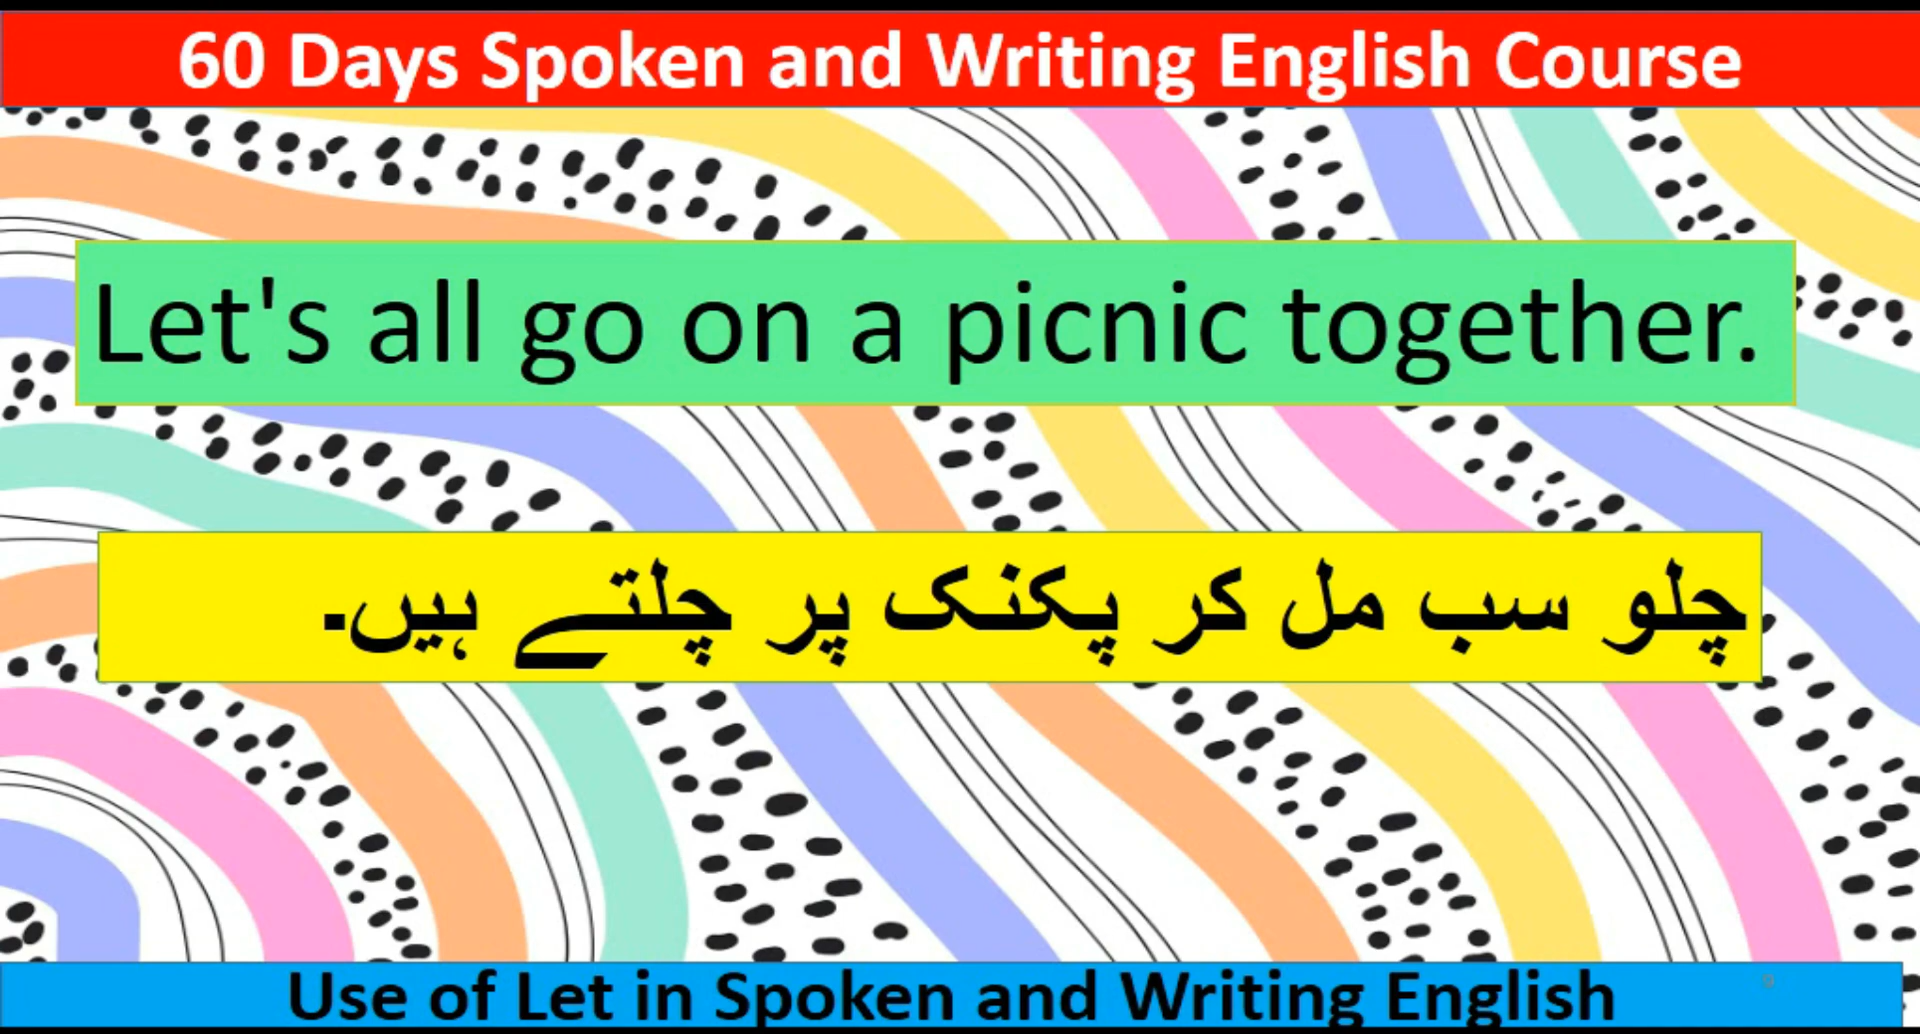 60 Days Spoken and Writing English Course
Let's all go on a picnic together.
چلو سب مل کر پکنک پر چلتے ہیں۔
Use of Let in Spoken and Writing English